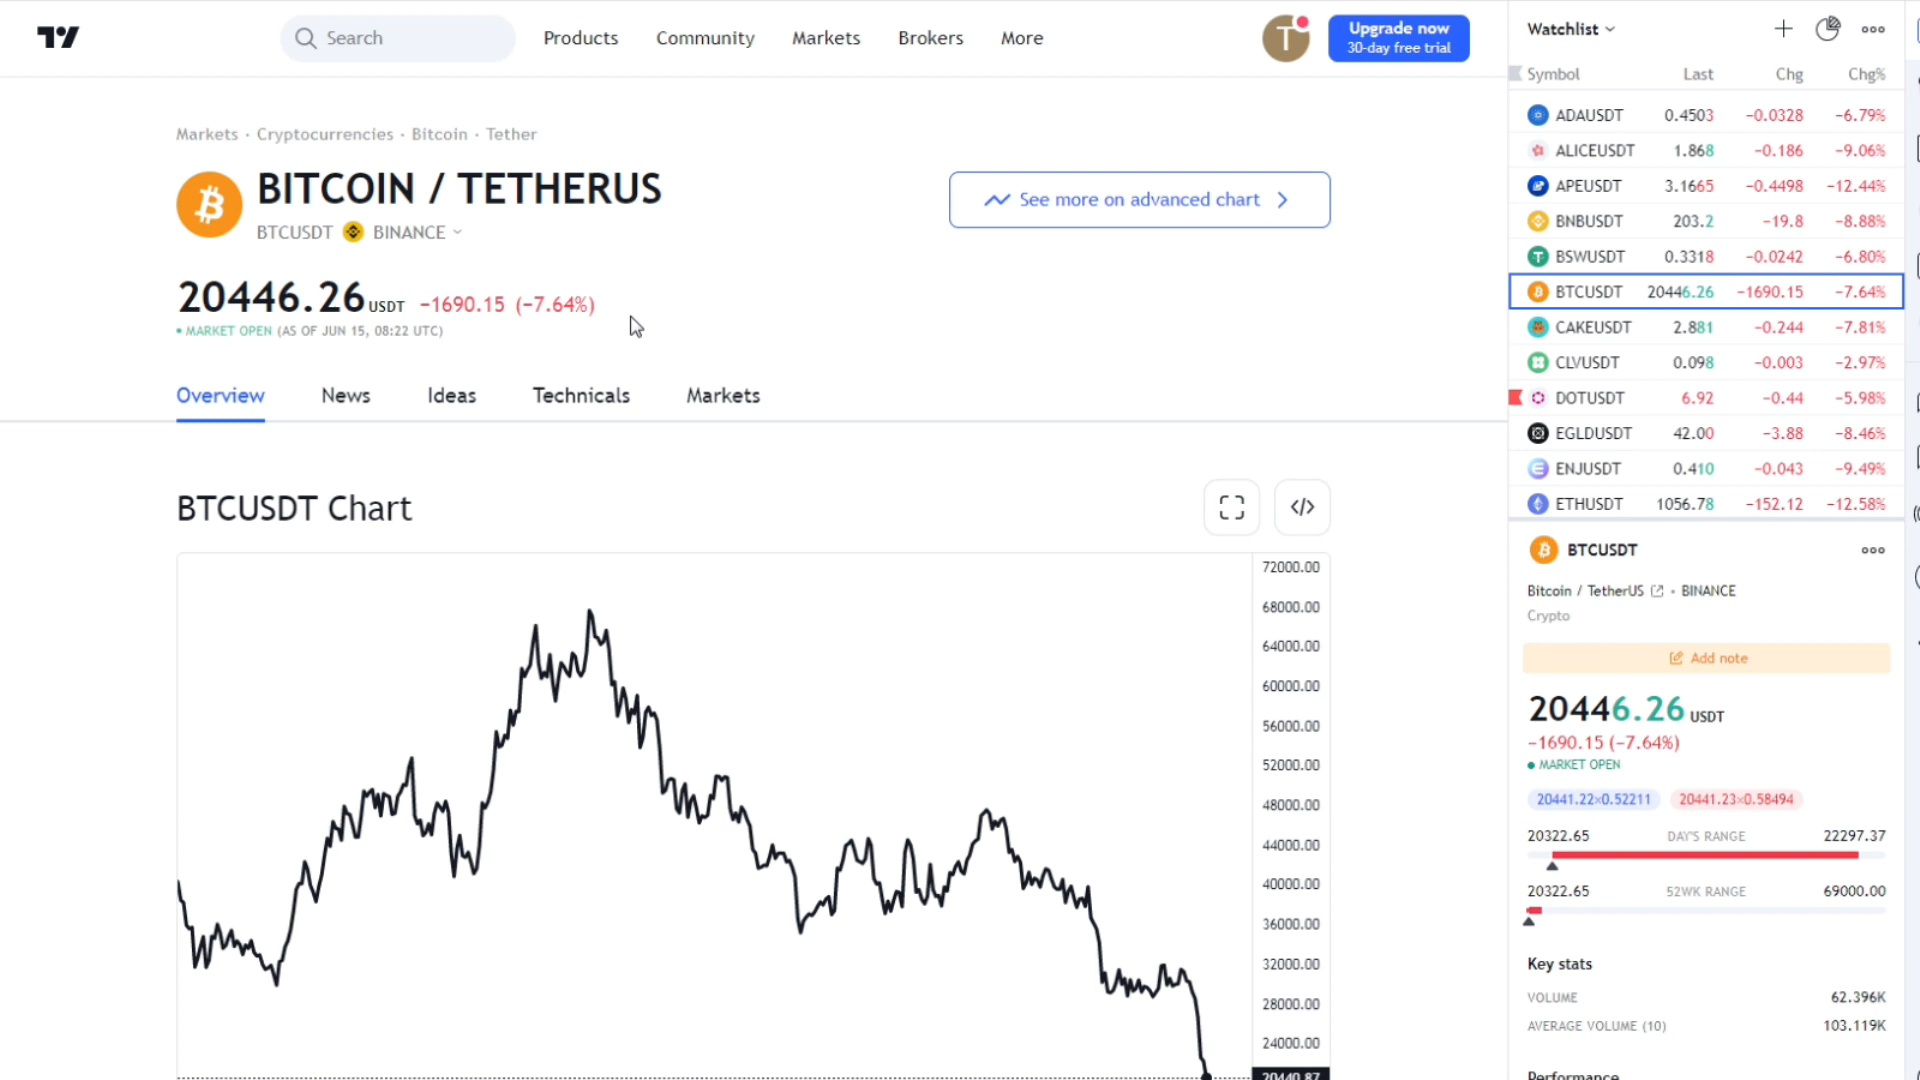 Search
Products
Community
Markets
Brokers
More
T
Upgrade now
30-day free trial
Markets · Cryptocurrencies · Bitcoin · Tether
BITCOIN / TETHERUS
BTCUSDT BINANCE
See more on advanced chart
20446.26 USDT −1690.15 (−7.64%)
• MARKET OPEN (AS OF JUN 15, 08:22 UTC)
Overview
News
Ideas
Technicals
Markets
BTCUSDT Chart
72000.00
68000.00
64000.00
60000.00
56000.00
52000.00
48000.00
44000.00
40000.00
36000.00
32000.00
28000.00
24000.00
20440.87
Watchlist
Symbol Last Chg Chg%
ADAUSDT 0.4503 −0.0328 −6.79%
ALICEUSDT 1.868 −0.186 −9.06%
APEUSDT 3.1665 −0.4498 −12.44%
BNBUSDT 203.2 −19.8 −8.88%
BSWUSDT 0.3318 −0.0242 −6.80%
BTCUSDT 20446.26 −1690.15 −7.64%
CAKEUSDT 2.881 −0.244 −7.81%
CLVUSDT 0.098 −0.003 −2.97%
DOTUSDT 6.92 −0.44 −5.98%
EGLDUSDT 42.00 −3.88 −8.46%
ENJUSDT 0.410 −0.043 −9.49%
ETHUSDT 1056.78 −152.12 −12.58%
BTCUSDT
Bitcoin / TetherUS • BINANCE
Crypto
Add note
20446.26 USDT
−1690.15 (−7.64%)
• MARKET OPEN
20441.22×0.52211 20441.23×0.58494
20322.65 DAY'S RANGE 22297.37
20322.65 52WK RANGE 69000.00
Key stats
VOLUME 62.396K
AVERAGE VOLUME (10) 103.119K
Performance